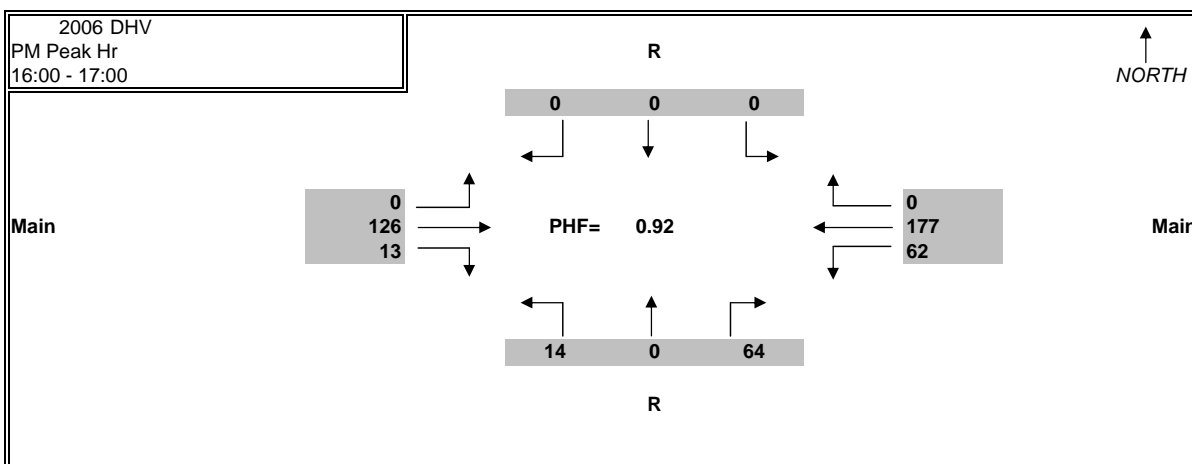 2006 DHV
PM Peak Hr
16:00 - 17:00
R
NORTH
0 0 0
0
126
13
Main
PHF= 0.92
0
177
62
Main
14 0 64
R